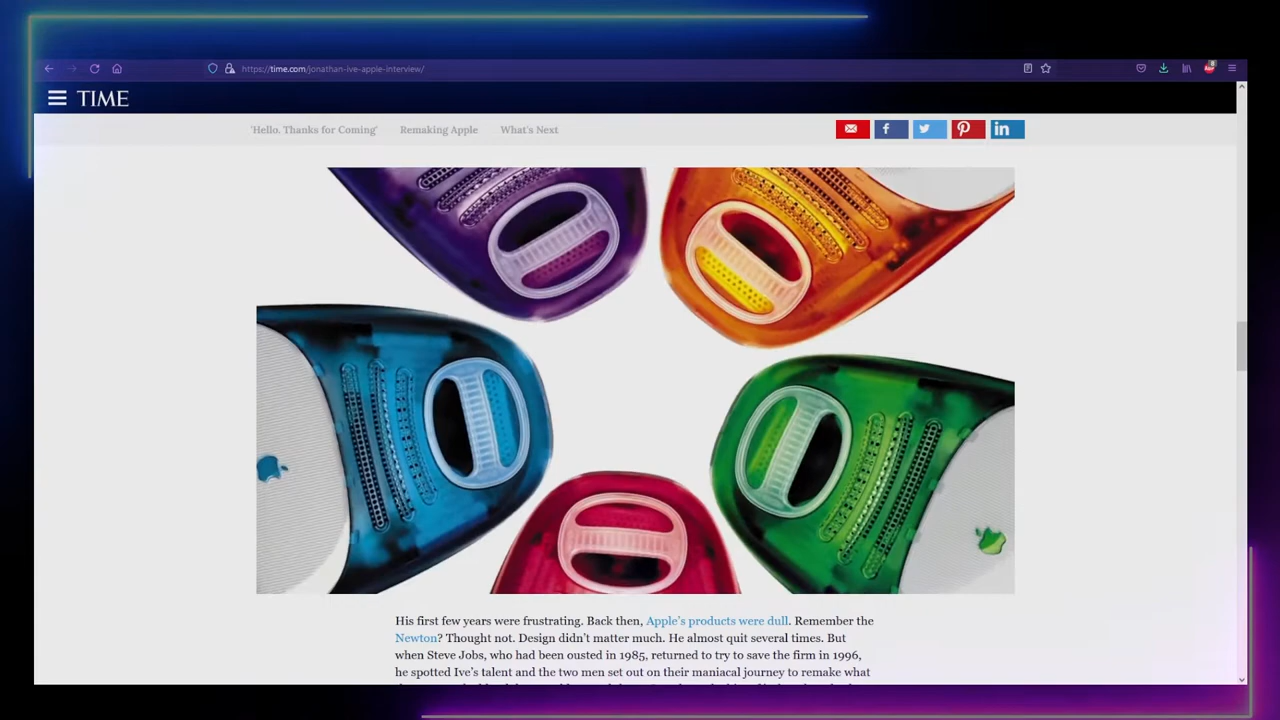 https://time.com/jonathan-ive-apple-interview/
TIME
'Hello. Thanks for Coming'
Remaking Apple
What's Next
His first few years were frustrating. Back then, Apple's products were dull. Remember the
Newton? Thought not. Design didn't matter much. He almost quit several times. But
when Steve Jobs, who had been ousted in 1985, returned to try to save the firm in 1996,
he spotted Ive's talent and the two men set out on their maniacal journey to remake what